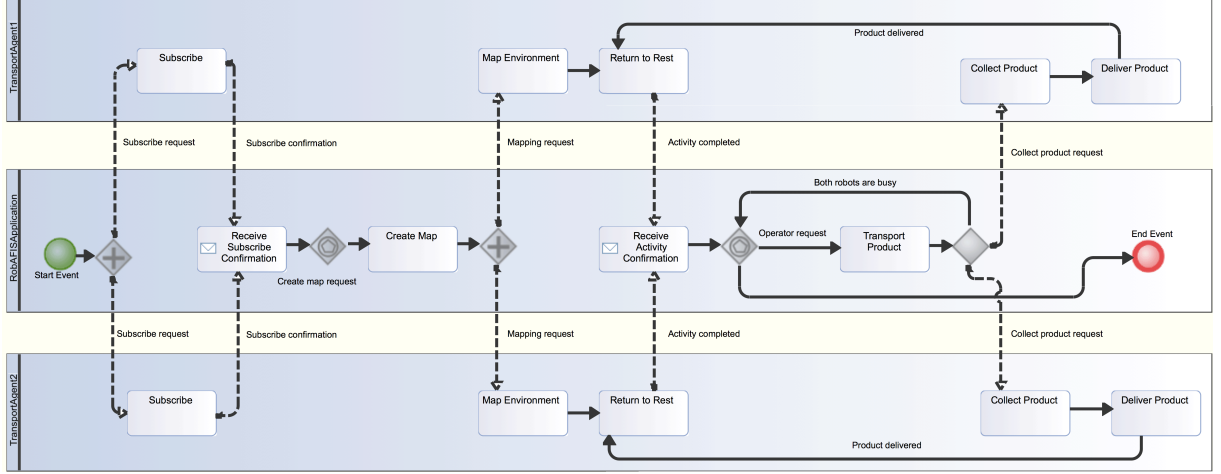 TransportAgent1
Subscribe
Map Environment
Return to Rest
Product delivered
Collect Product
Deliver Product
Subscribe request
Subscribe confirmation
Mapping request
Activity completed
Collect product request
RobAFISApplication
Start Event
Receive
Subscribe
Confirmation
Create map request
Create Map
Receive
Activity
Confirmation
Both robots are busy
Operator request
Transport
Product
End Event
Subscribe request
Subscribe confirmation
Mapping request
Activity completed
Collect product request
TransportAgent2
Subscribe
Map Environment
Return to Rest
Collect Product
Deliver Product
Product delivered